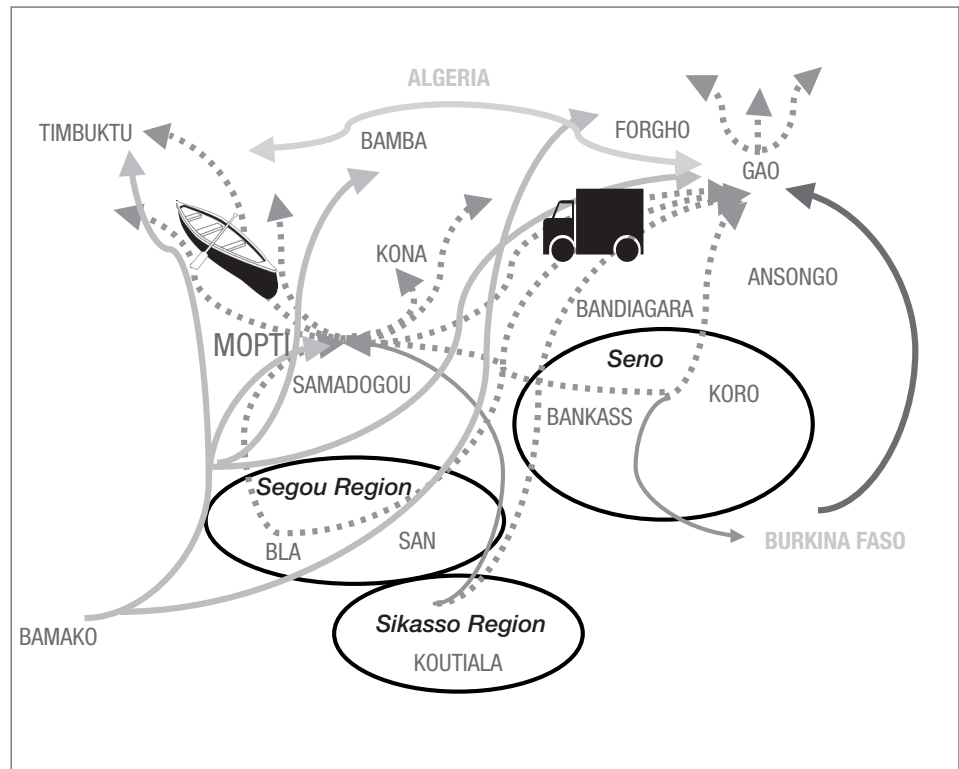 ALGERIA
TIMBUKTU
BAMBA
FORGHO
GAO
KONA
ANSONGO
BANDIAGARA
MOPTI
Seno
SAMADOGOU
KORO
BANKASS
Segou Region
SAN
BLA
BURKINA FASO
Sikasso Region
BAMAKO
KOUTIALA